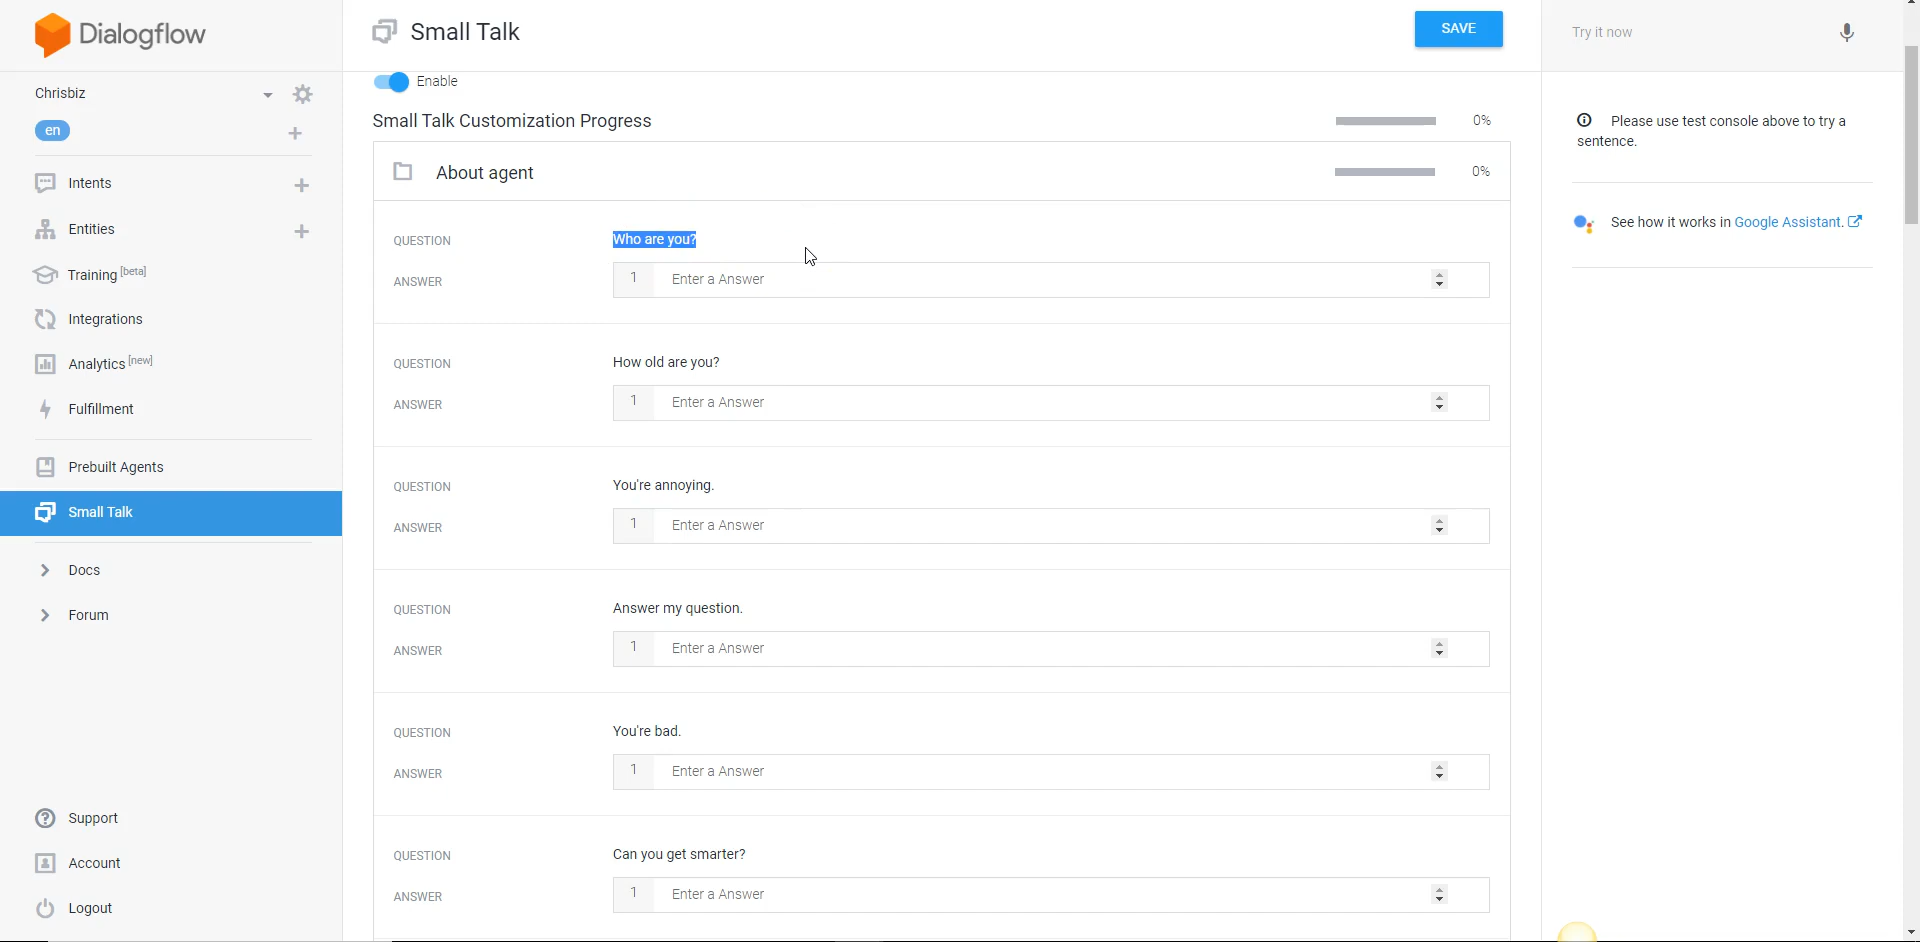 Dialogflow
Chrisbiz
en
Intents
Entities
Training [beta]
Integrations
Analytics [new]
Fulfillment
Prebuilt Agents
Small Talk
Docs
Forum
Support
Account
Logout
Small Talk
SAVE
Enable
Small Talk Customization Progress 0%
About agent 0%
QUESTION Who are you?
ANSWER 1 Enter a Answer
QUESTION How old are you?
ANSWER 1 Enter a Answer
QUESTION You're annoying.
ANSWER 1 Enter a Answer
QUESTION Answer my question.
ANSWER 1 Enter a Answer
QUESTION You're bad.
ANSWER 1 Enter a Answer
QUESTION Can you get smarter?
ANSWER 1 Enter a Answer
Try it now
Please use test console above to try a
sentence.
See how it works in Google Assistant.